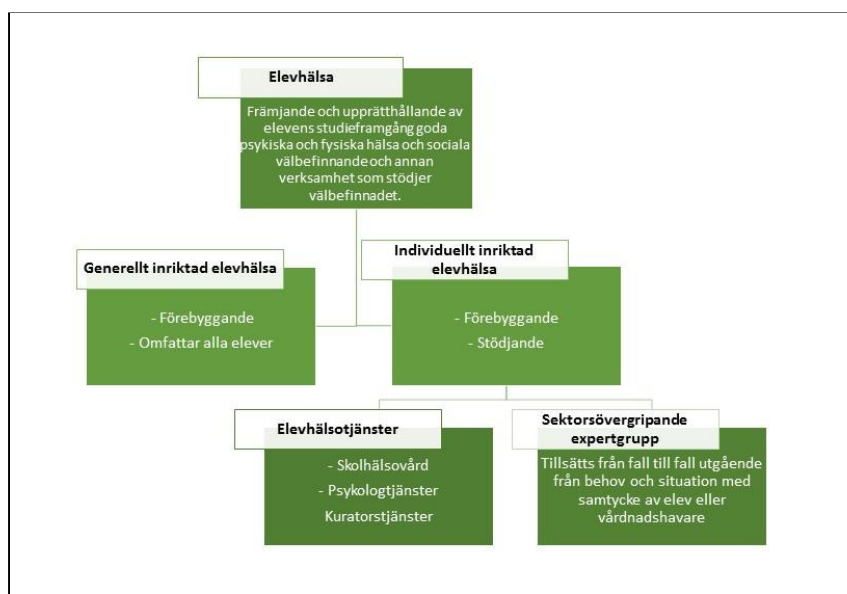 Elevhälsa
Främjande och upprätthållande av
elevens studieframgång goda
psykiska och fysiska hälsa och sociala
välbefinnande och annan
verksamhet som stödjer
välbefinnadet.
Generellt inriktad elevhälsa
- Förebyggande
- Omfattar alla elever
Individuellt inriktad
elevhälsa
- Förebyggande
- Stödjande
Elevhälsotjänster
- Skolhälsovård
- Psykologtjänster
Kuratorstjänster
Sektorsövergripande
expertgrupp
Tillsätts från fall till fall utgående
från behov och situation med
samtycke av elev eller
vårdnadshavare